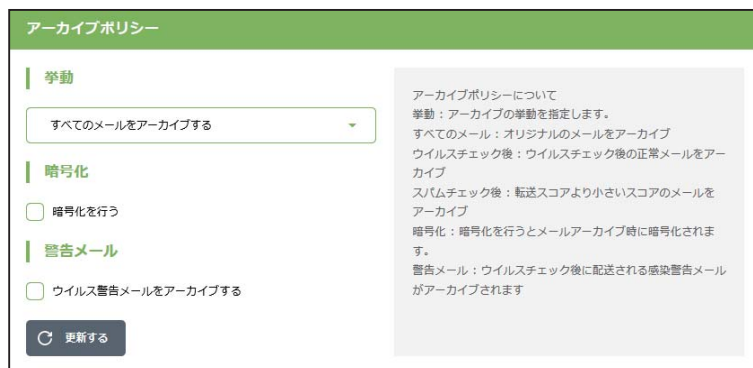 アーカイブポリシー
挙動
すべてのメールをアーカイブする
暗号化
暗号化を行う
警告メール
ウイルス警告メールをアーカイブする
更新する
アーカイブポリシーについて
挙動：アーカイブの挙動を指定します。
すべてのメール：オリジナルのメールをアーカイブ
ウイルスチェック後：ウイルスチェック後の正常メールをアー
カイブ
スパムチェック後：転送スコアより小さいスコアのメールを
アーカイブ
暗号化：暗号化を行うとメールアーカイブ時に暗号化されま
す。
警告メール：ウイルスチェック後に配送される感染警告メール
がアーカイブされます